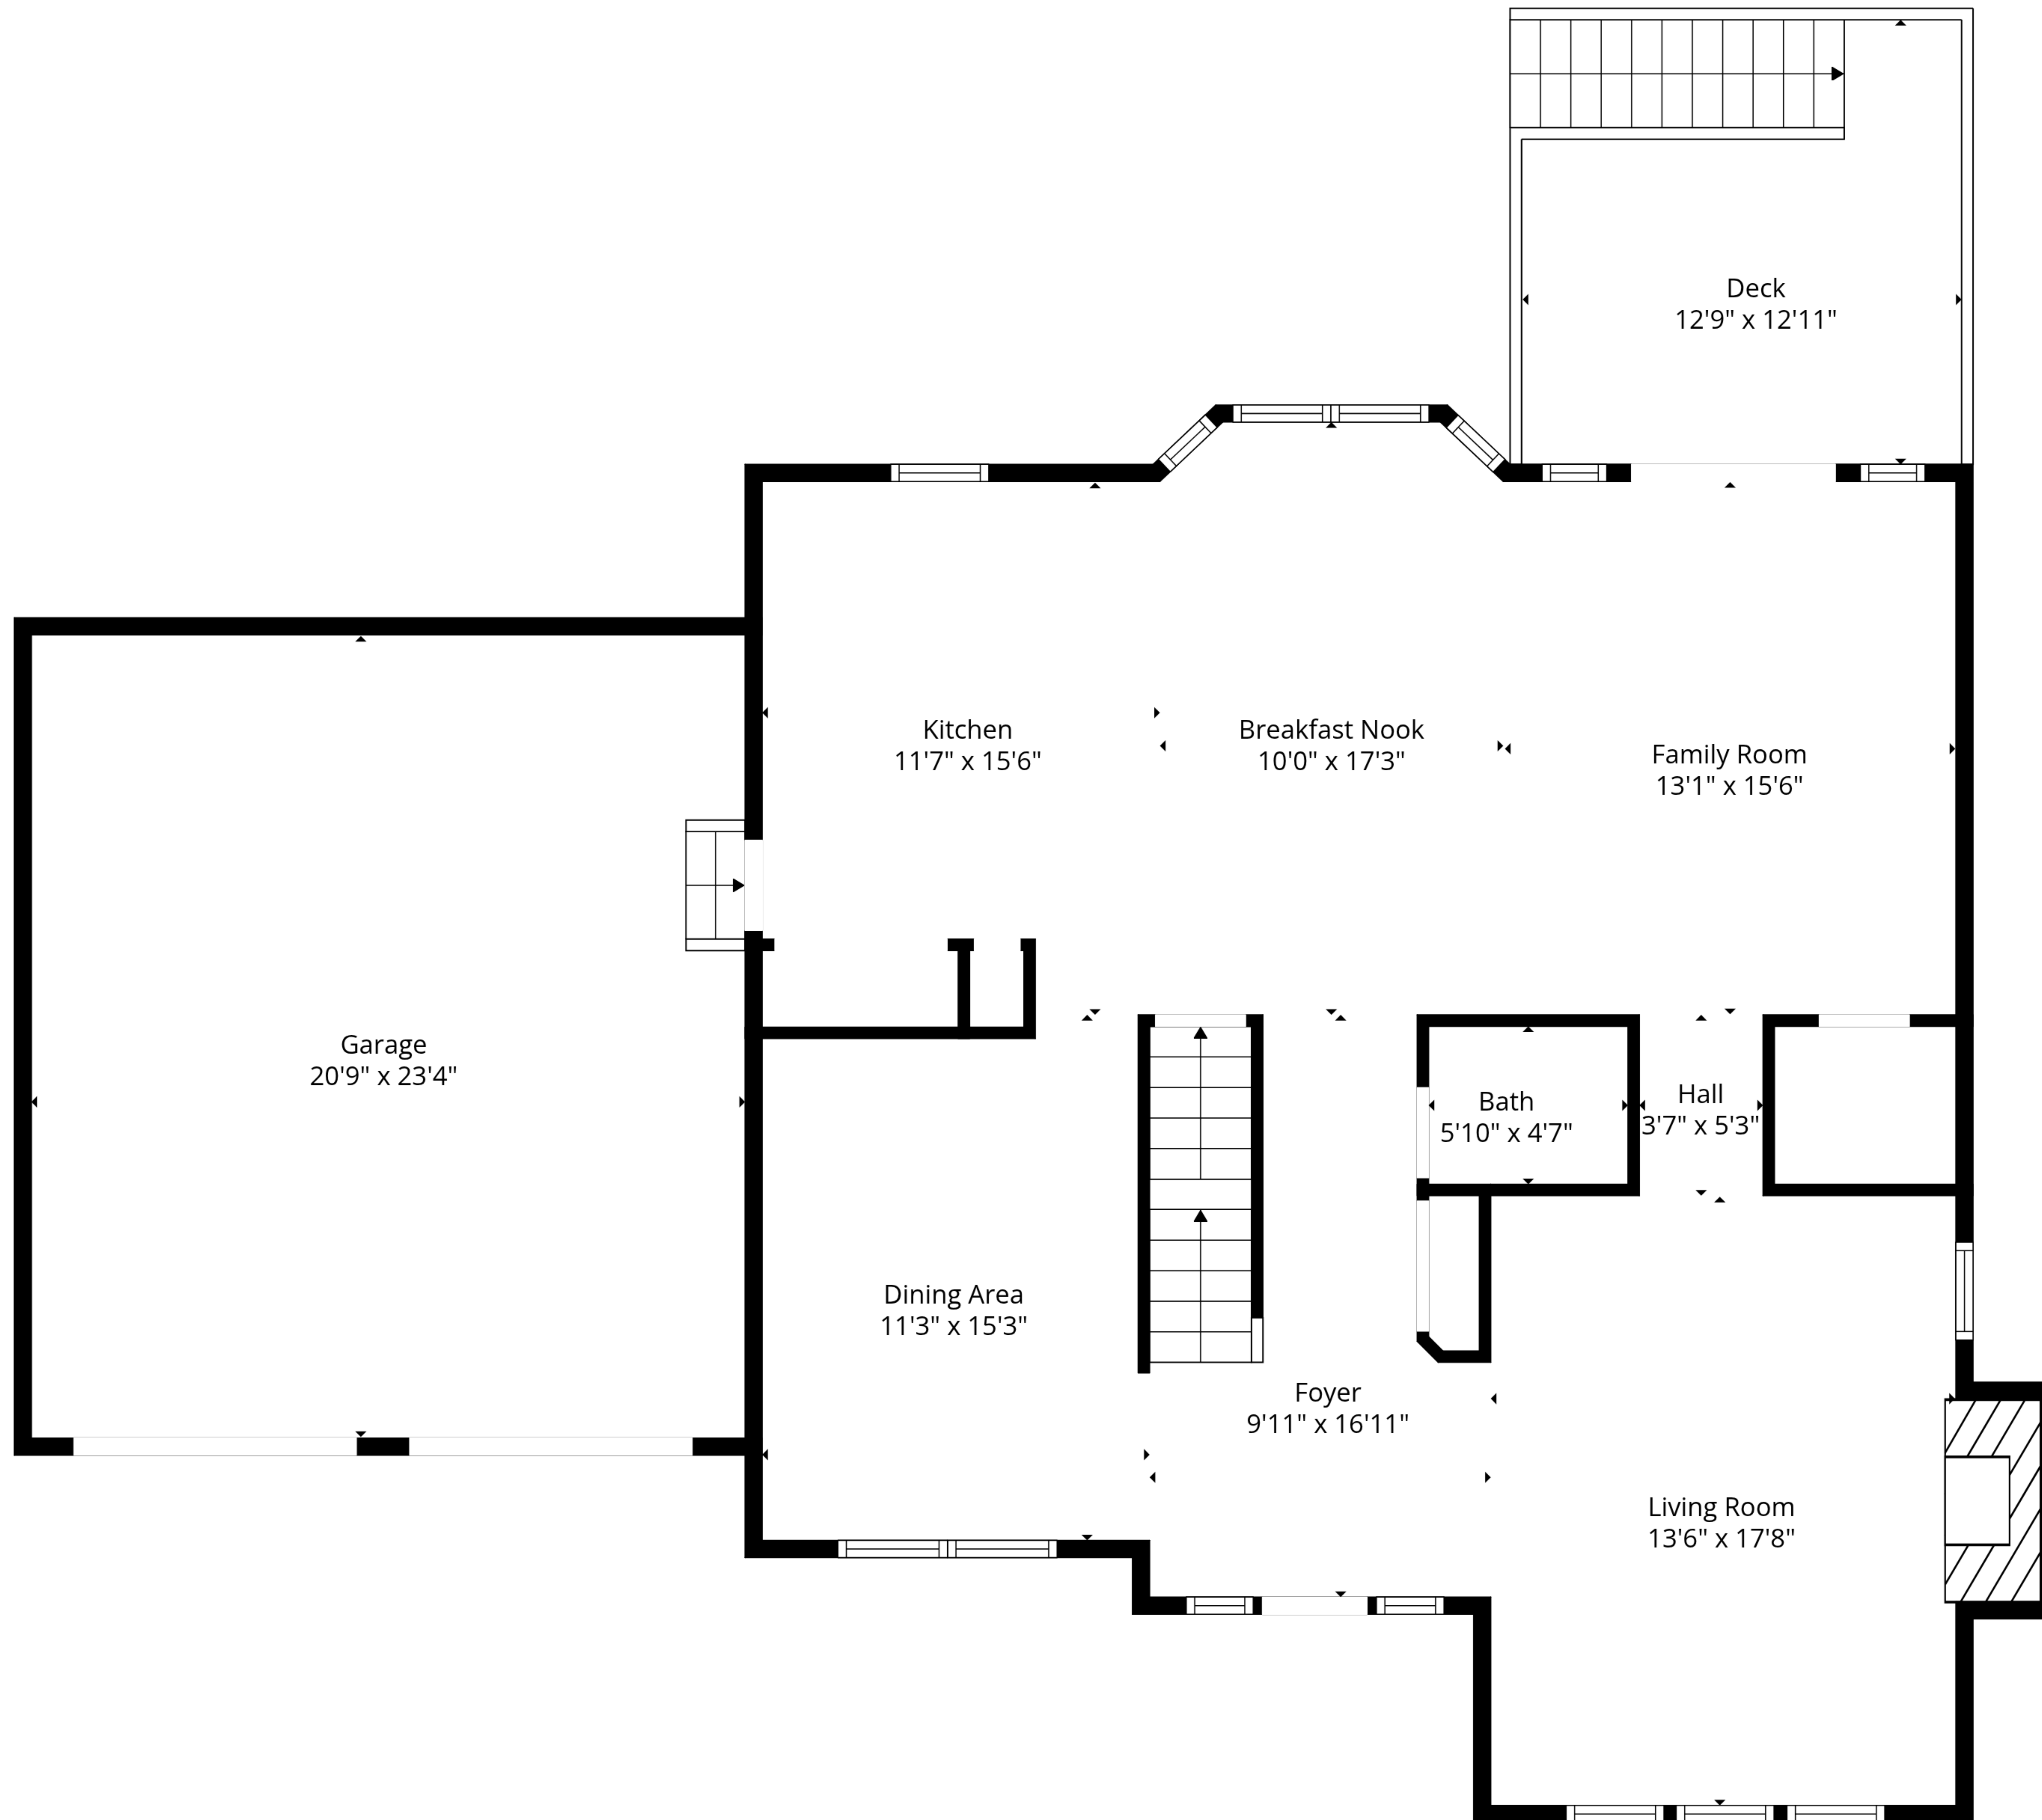 Deck
12'9" x 12'11"
Kitchen
11'7" x 15'6"
Breakfast Nook
10'0" x 17'3"
Family Room
13'1" x 15'6"
Garage
20'9" x 23'4"
Bath
5'10" x 4'7"
Hall
3'7" x 5'3"
Dining Area
11'3" x 15'3"
Foyer
9'11" x 16'11"
Living Room
13'6" x 17'8"